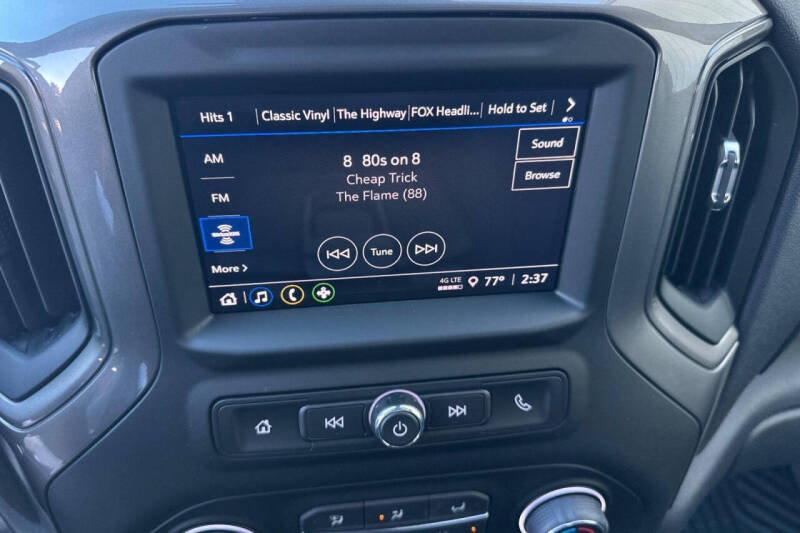 Hits 1 Classic Vinyl The Highway FOX Headli... Hold to Set
AM
8 80s on 8
Sound
Cheap Trick
Browse
FM
The Flame (88)
SiriusXM
More
Tune
4G LTE 77° 2:37